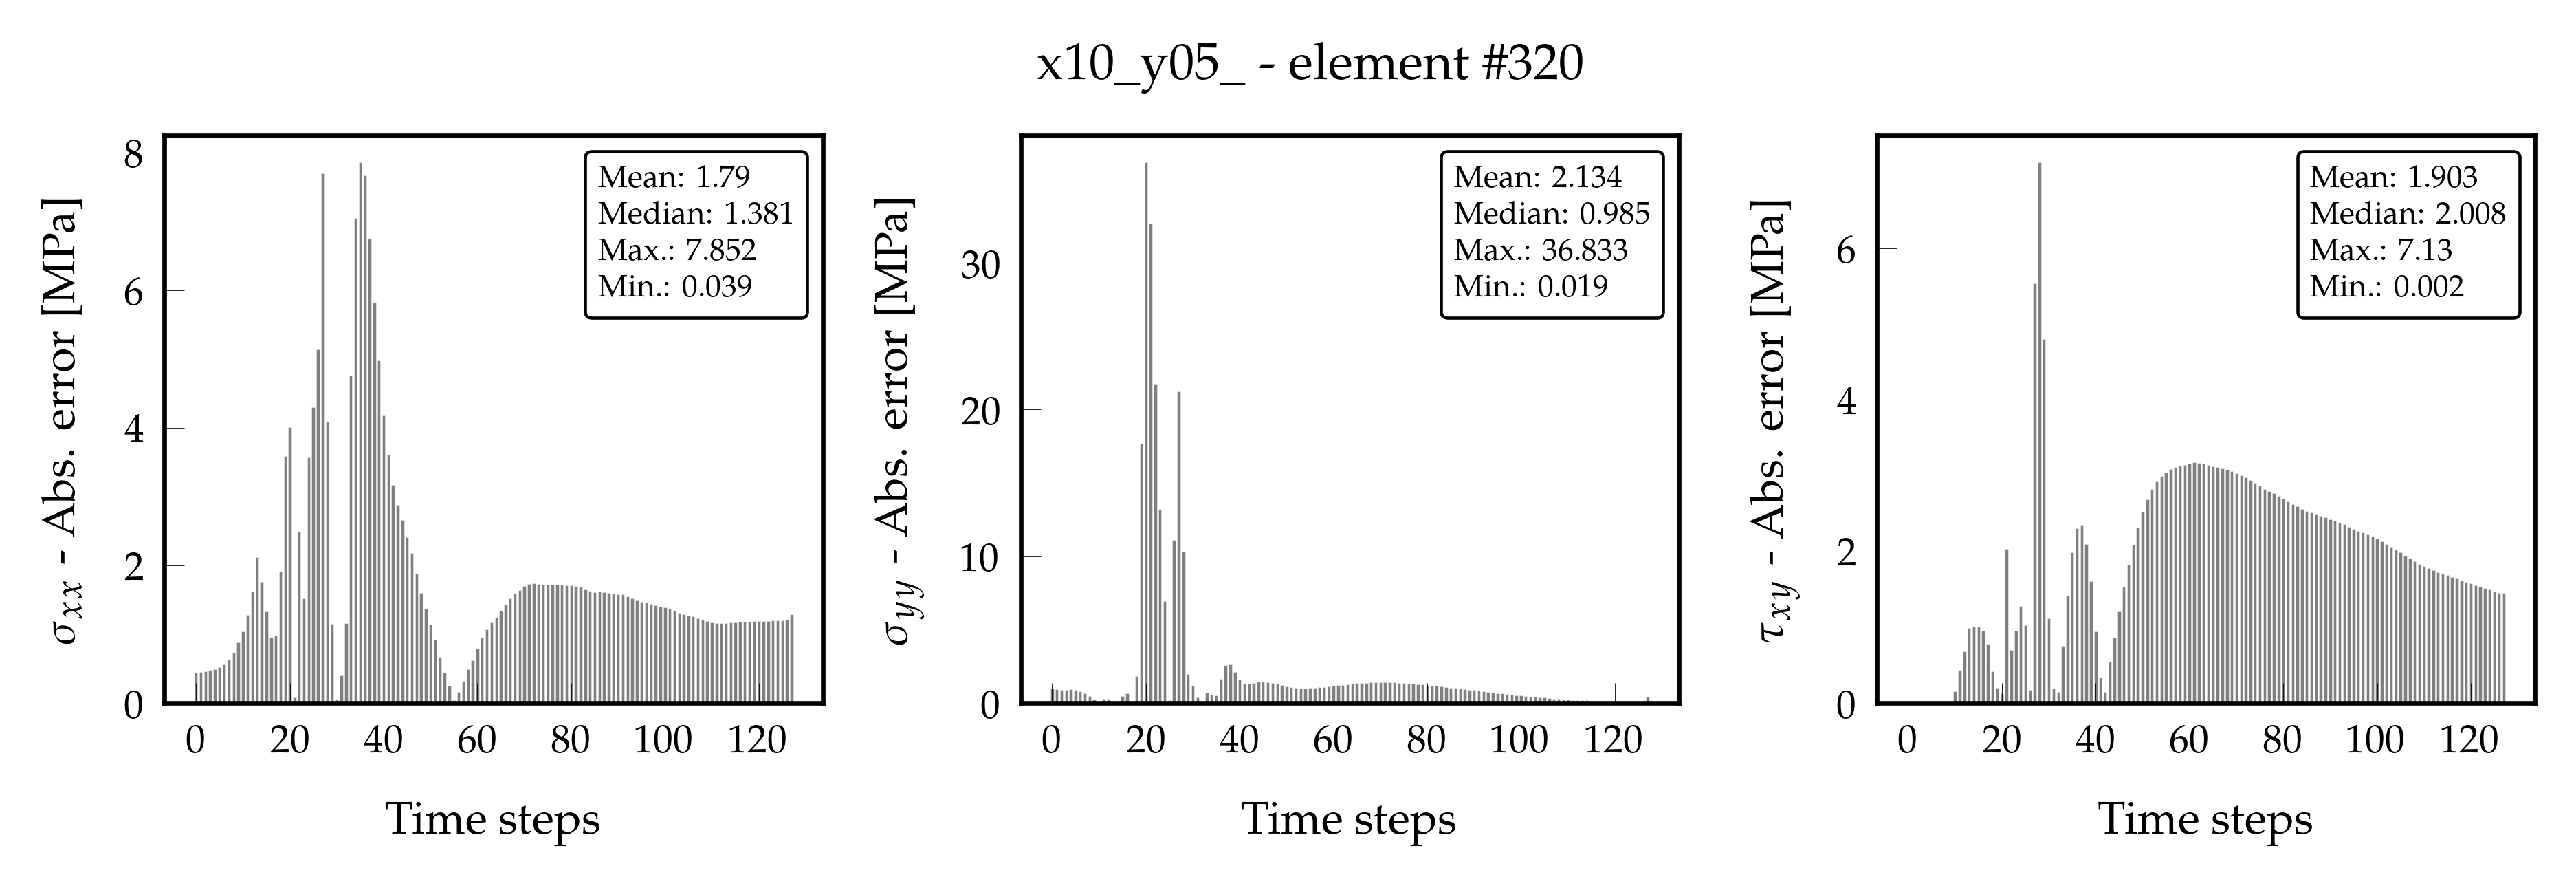 x10_y05_ - element #320
σxx - Abs. error [MPa]
8
6
4
2
0
0 20 40 60 80 100 120
Time steps
Mean: 1.79
Median: 1.381
Max.: 7.852
Min.: 0.039
σyy - Abs. error [MPa]
30
20
10
0
0 20 40 60 80 100 120
Time steps
Mean: 2.134
Median: 0.985
Max.: 36.833
Min.: 0.019
τxy - Abs. error [MPa]
6
4
2
0
0 20 40 60 80 100 120
Time steps
Mean: 1.903
Median: 2.008
Max.: 7.13
Min.: 0.002